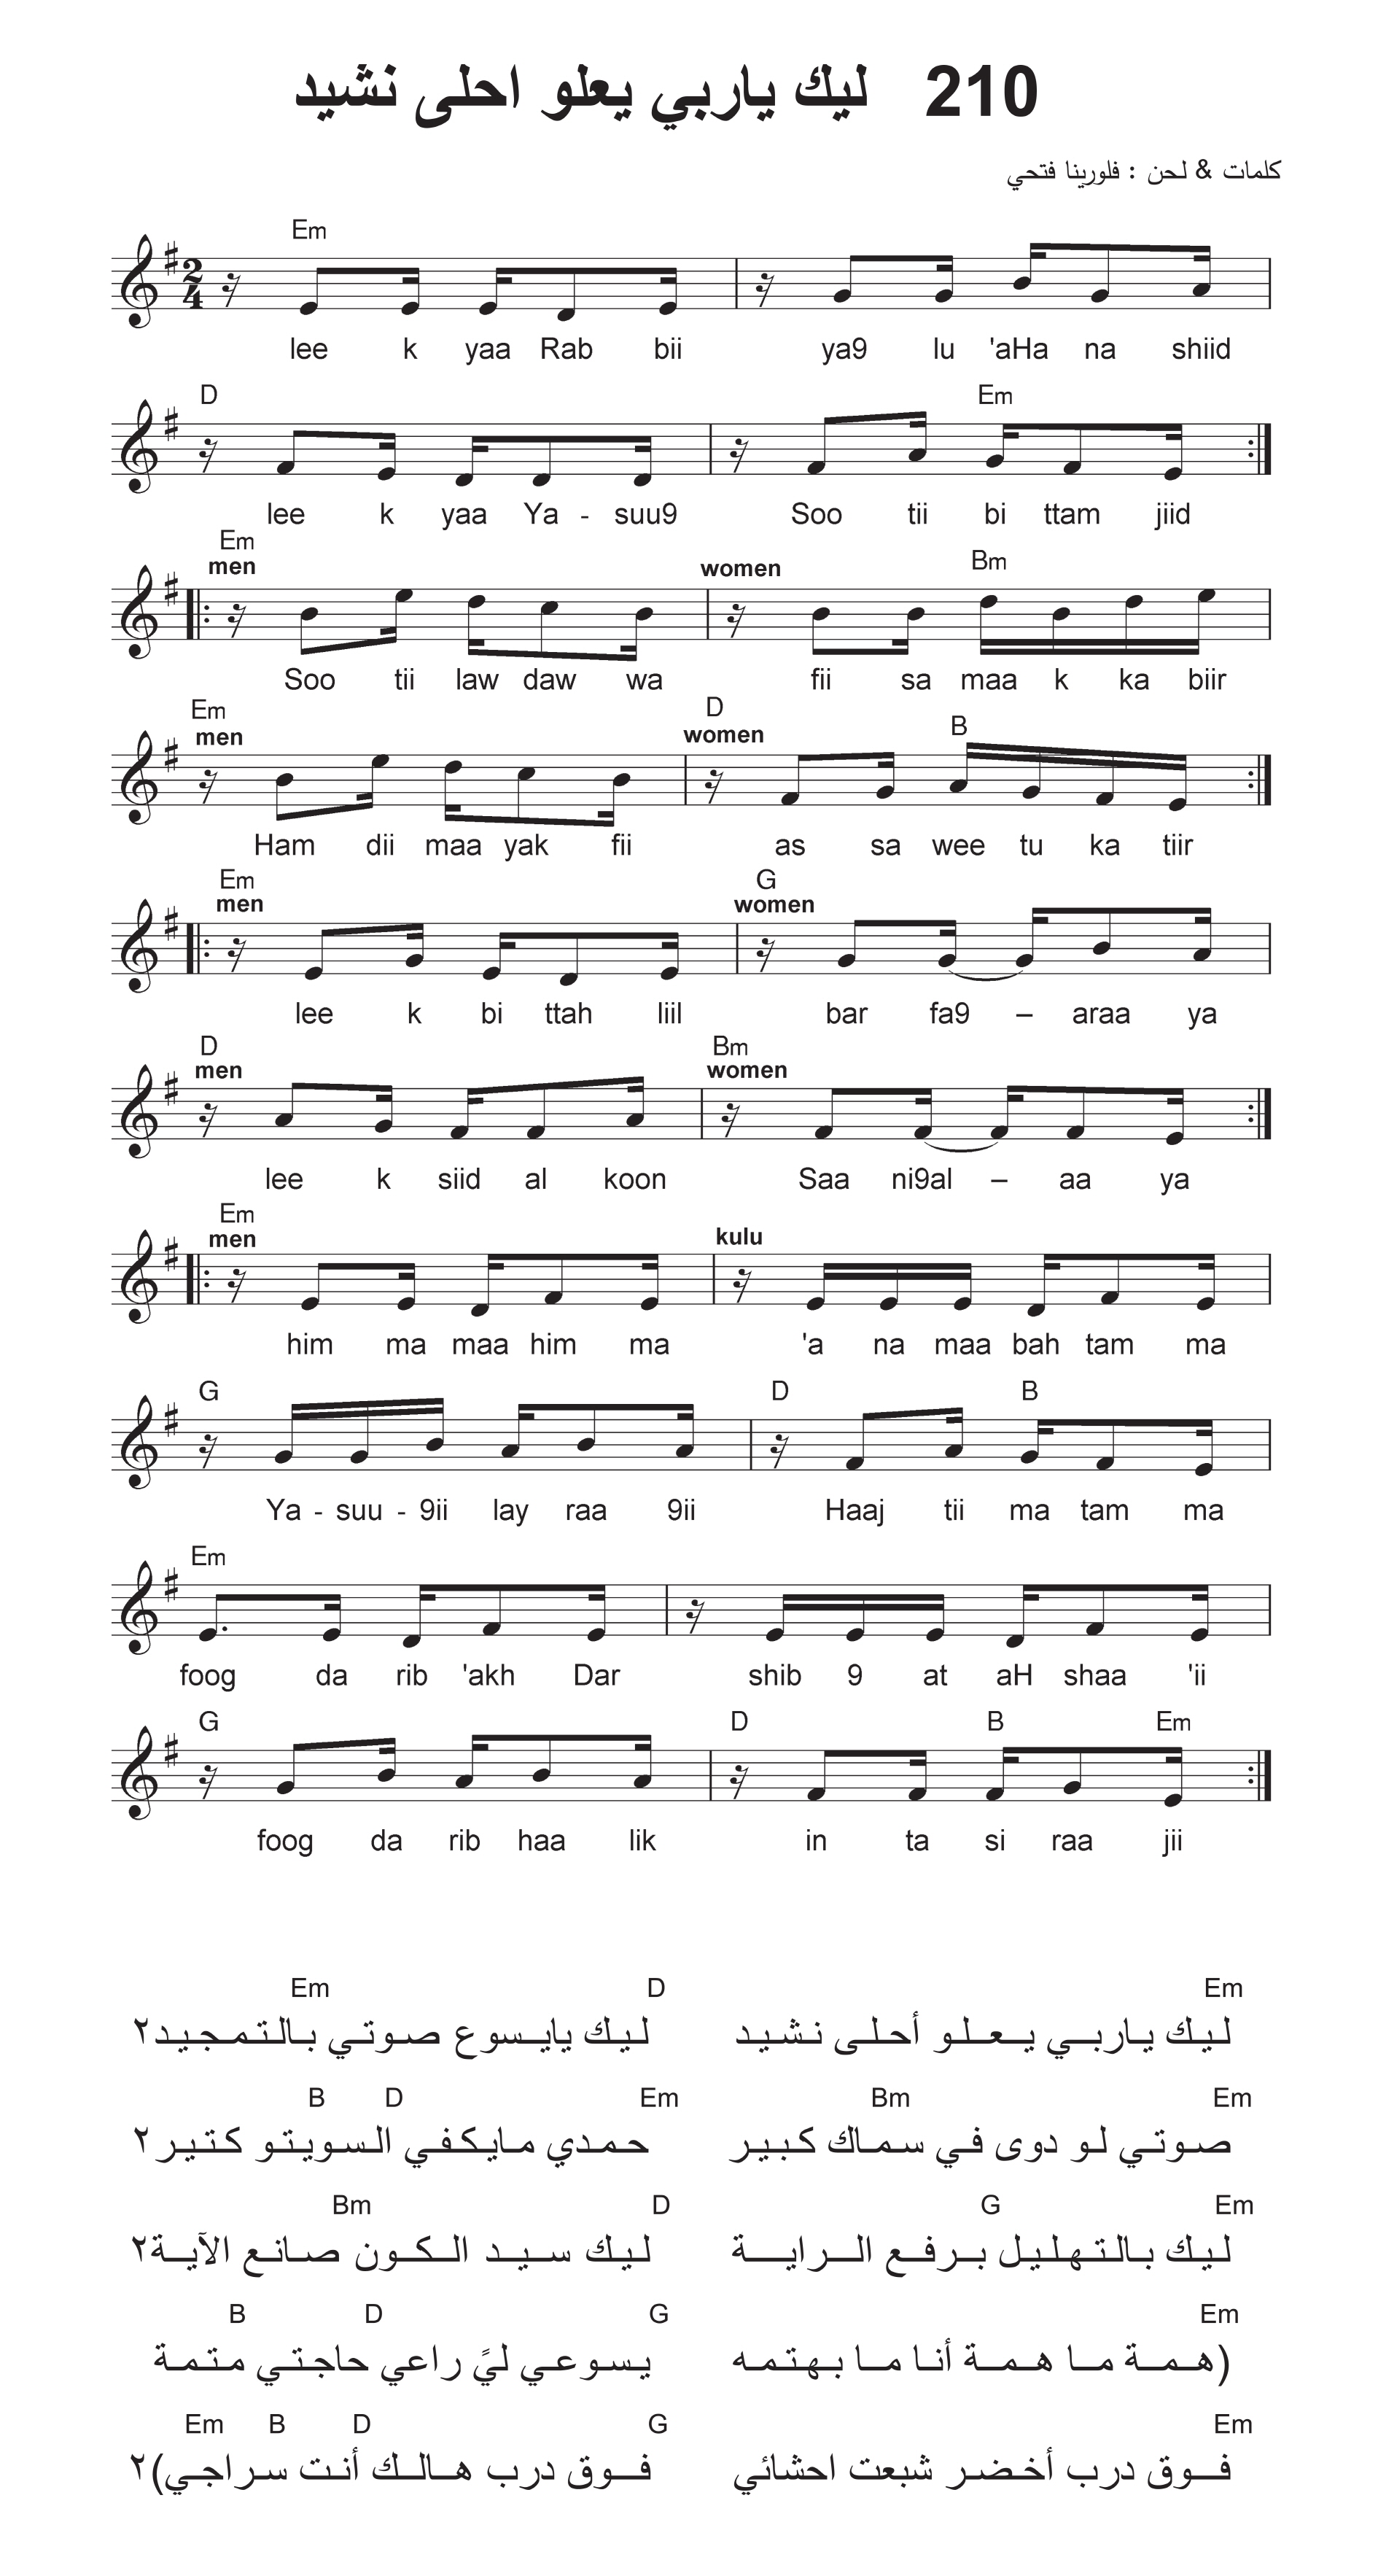 210 ليك ياربي يعلو احلى نشيد
كلمات & لحن : فلورينا فتحي
Em
lee k yaa Rab bii ya9 lu 'aHa na shiid
D Em
lee k yaa Ya - suu9 Soo tii bi ttam jiid
Em
men women Bm
Soo tii law daw wa fii sa maa k ka biir
Em D
men women B
Ham dii maa yak fii as sa wee tu ka tiir
Em G
men women
lee k bi ttah liil bar fa9 – araa ya
D Bm
men women
lee k siid al koon Saa ni9al – aa ya
Em
men kulu
him ma maa him ma 'a na maa bah tam ma
G D B
Ya - suu - 9ii lay raa 9ii Haaj tii ma tam ma
Em
foog da rib 'akh Dar shib 9 at aH shaa 'ii
G D B Em
foog da rib haa lik in ta si raa jii
Em D Em
ليك ياربي يعلو أحلى نشيد ليك يايسوع صوتي بالتمجيد٢
B D Em Bm Em
صوتي لو دوى في سماك كبير حمدي مايكفي السويتو كتير٢
Bm D G Em
ليك بالتهليل برفع الراية ليك سيد الكون صانع الآية٢
B D G Em
(همة ما همة أنا ما بهتمه يسوعي ليً راعي حاجتي متمة
Em B D G Em
فوق درب أخضر شبعت احشائي فوق درب هالك أنت سراجي)٢